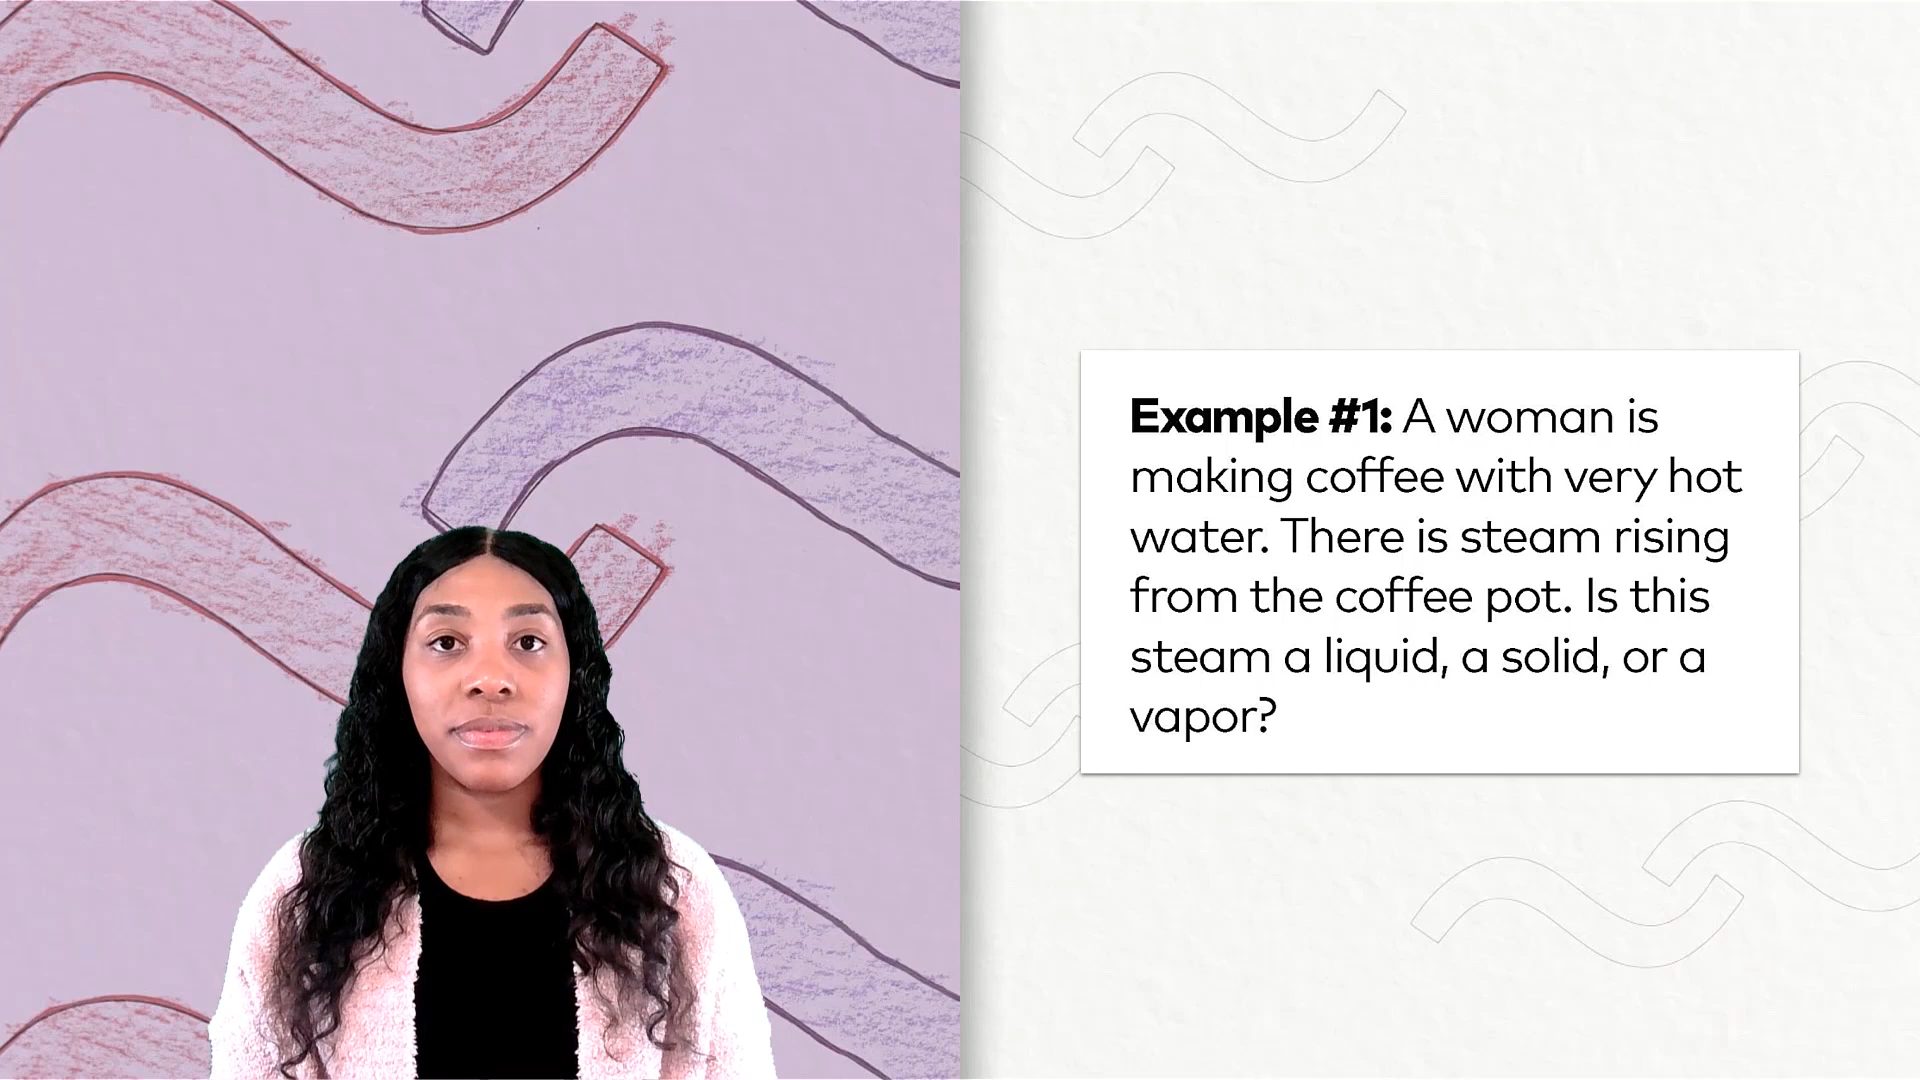 Example #1: A woman is
making coffee with very hot
water. There is steam rising
from the coffee pot. Is this
steam a liquid, a solid, or a
vapor?